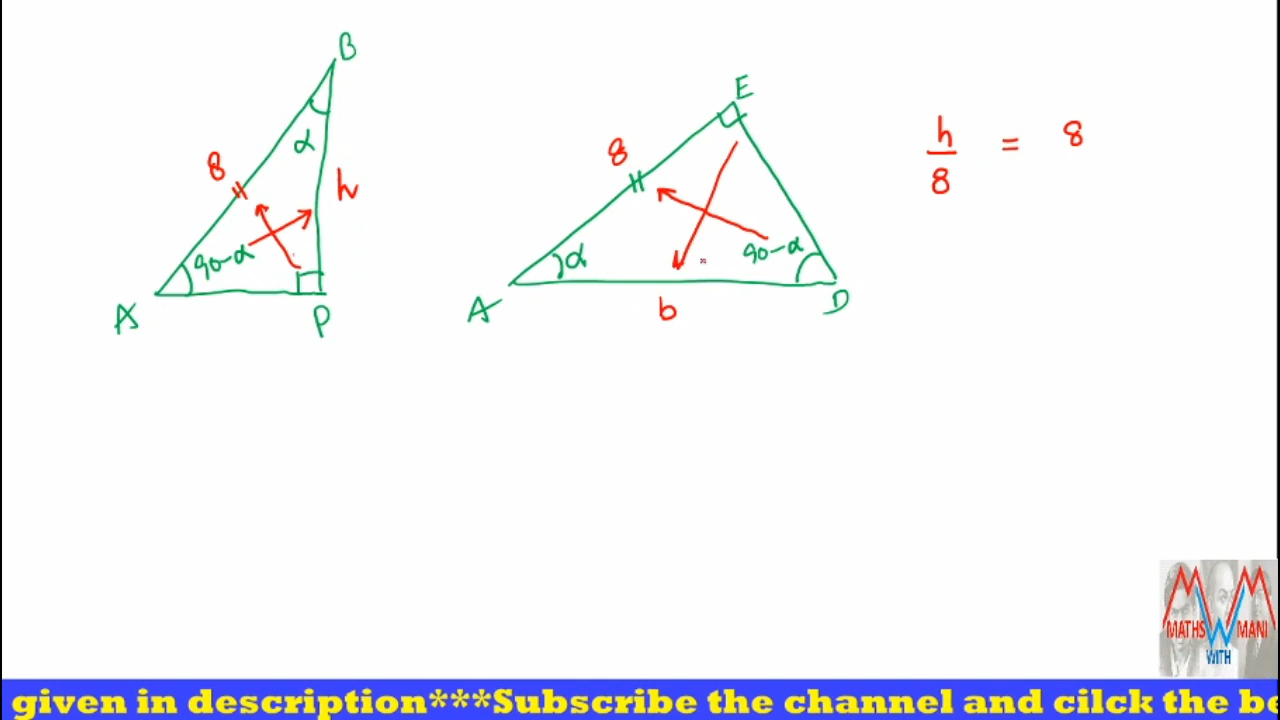 B
α
8
h
90-α
A
P
E
8
α
90-α
A
b
D
h/8 = 8
MATHS WITH MANI
given in description***Subscribe the channel and cilck the be